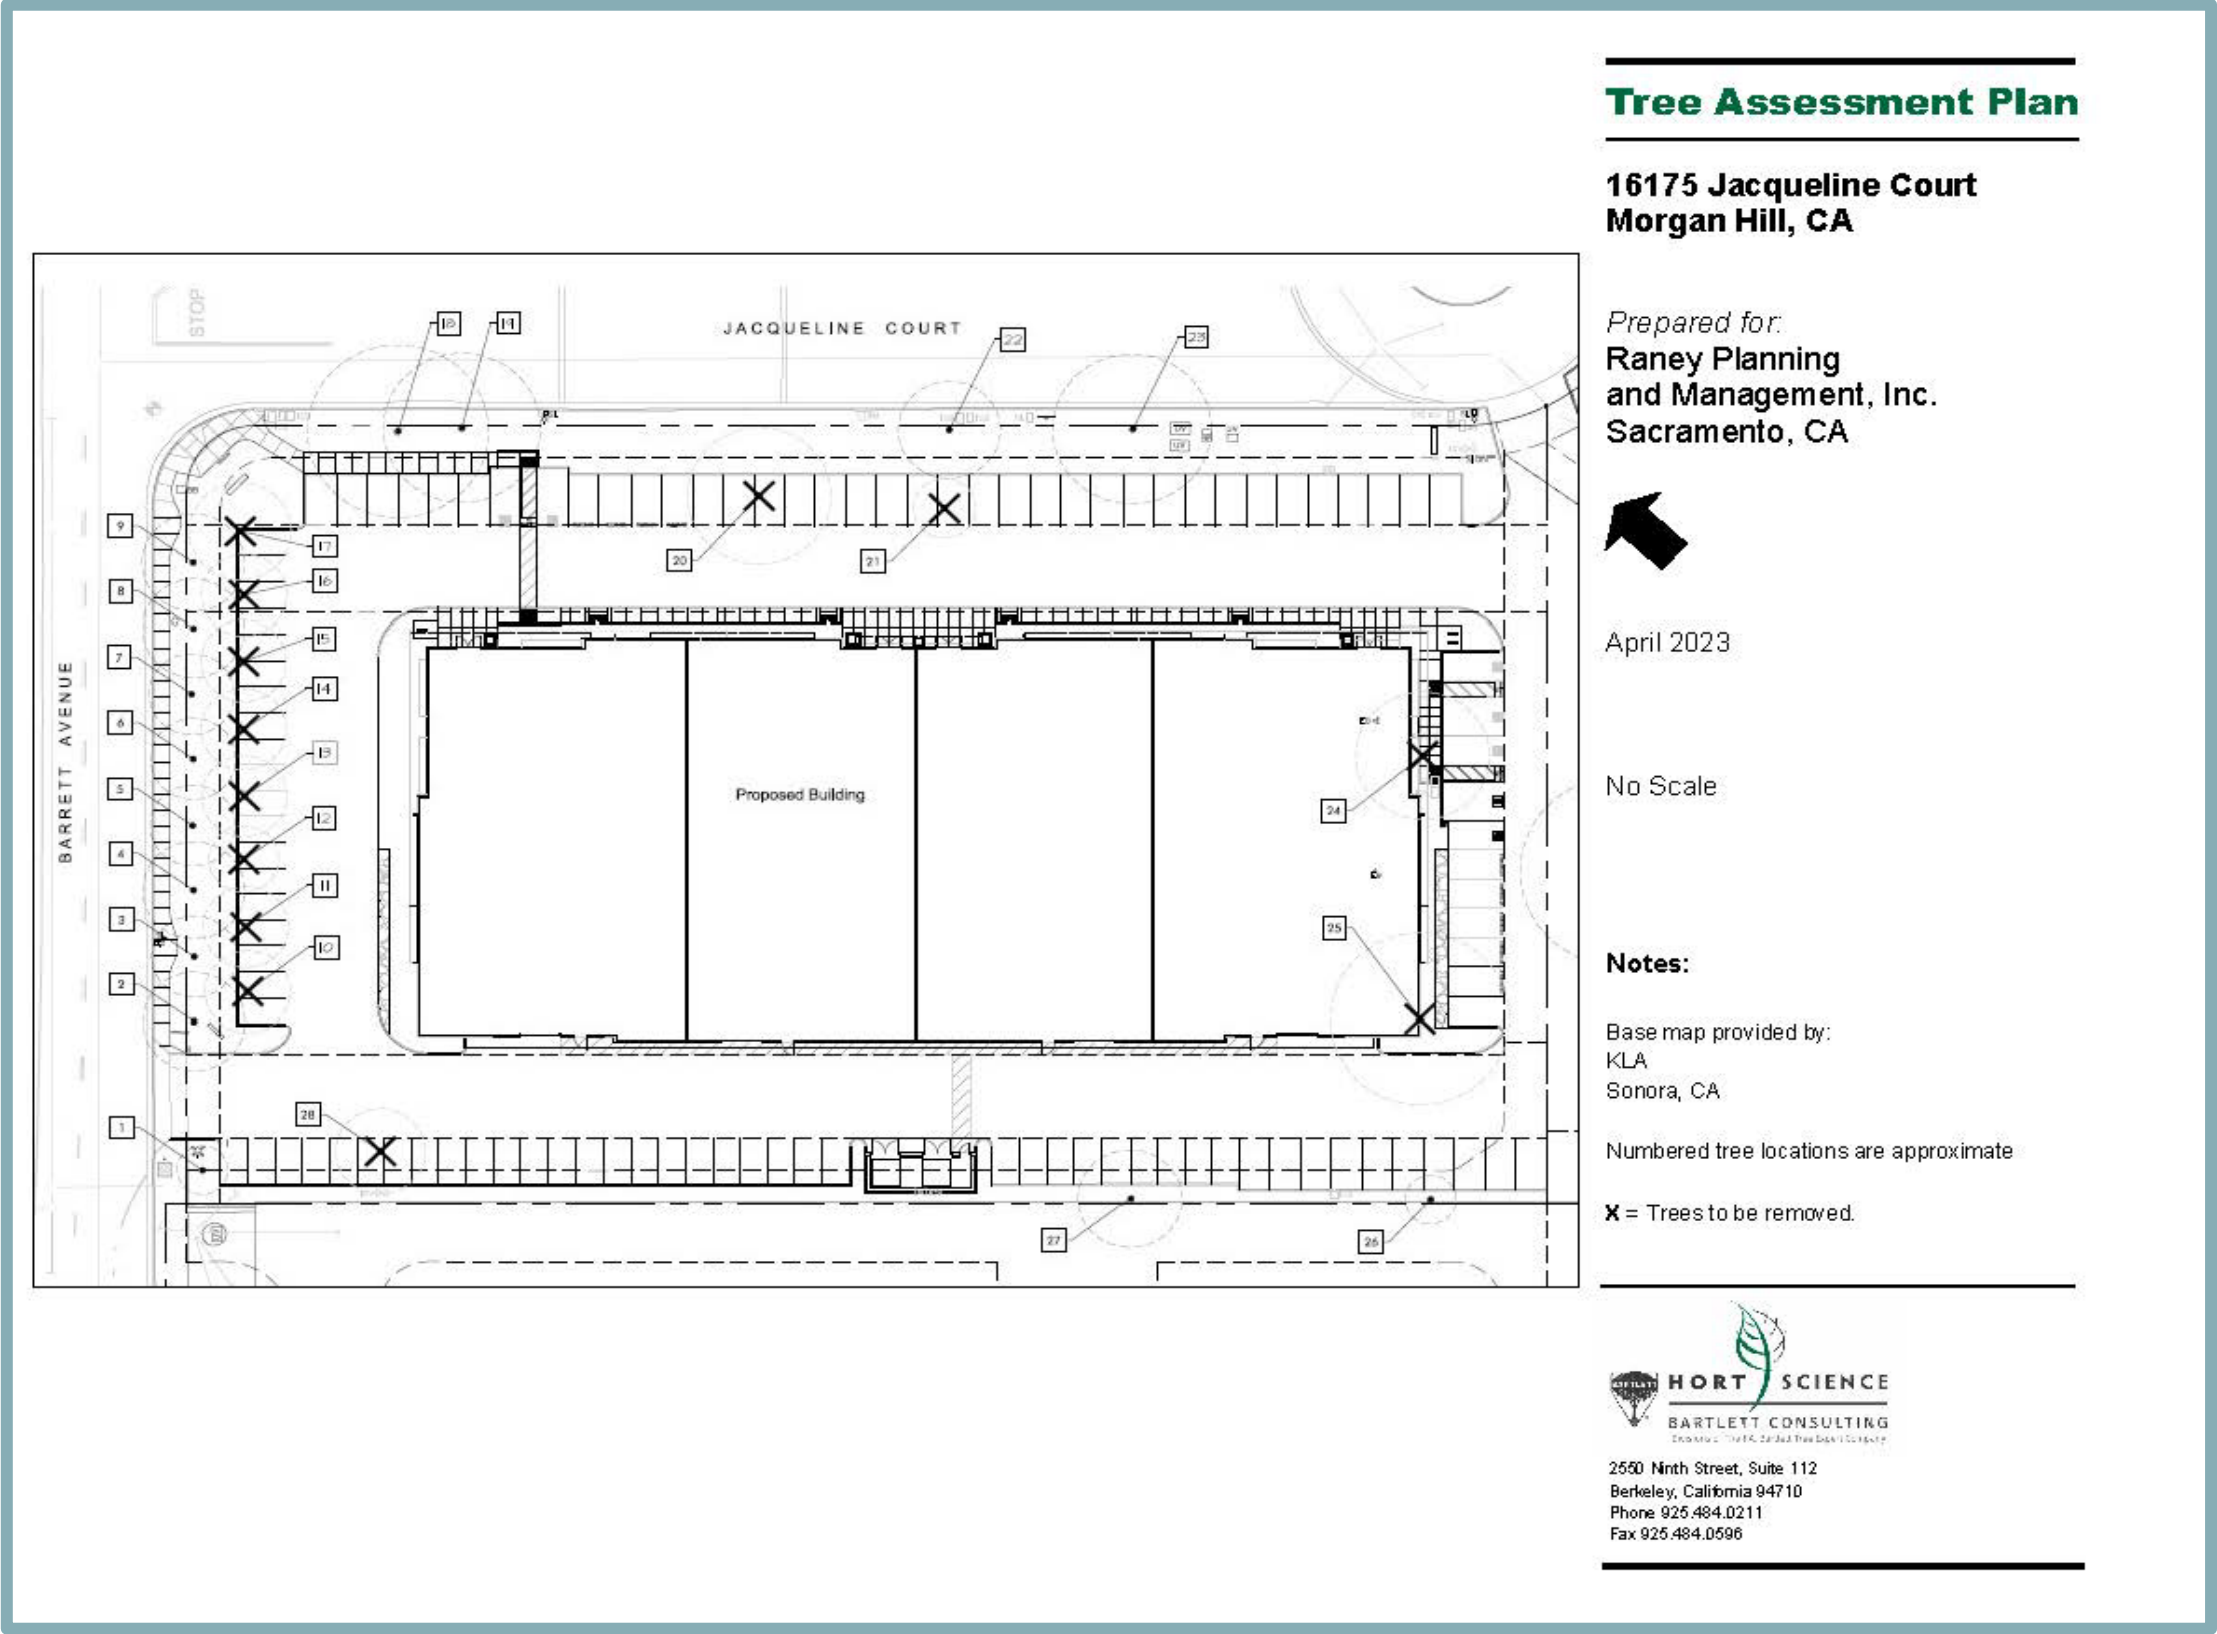 Tree Assessment Plan
16175 Jacqueline Court
Morgan Hill, CA
Prepared for:
Raney Planning
and Management, Inc.
Sacramento, CA
April 2023
No Scale
Notes:
Base map provided by:
KLA
Sonora, CA
Numbered tree locations are approximate
X = Trees to be removed.
HORT SCIENCE
BARTLETT CONSULTING
2550 Ninth Street, Suite 112
Berkeley, California 94710
Phone 925.484.0211
Fax 925.484.0596
STOP
JACQUELINE COURT
BARRETT AVENUE
Proposed Building
18
19
22
23
9
17
20
21
8
16
7
15
14
6
13
5
12
24
4
11
3
25
10
2
28
1
27
26